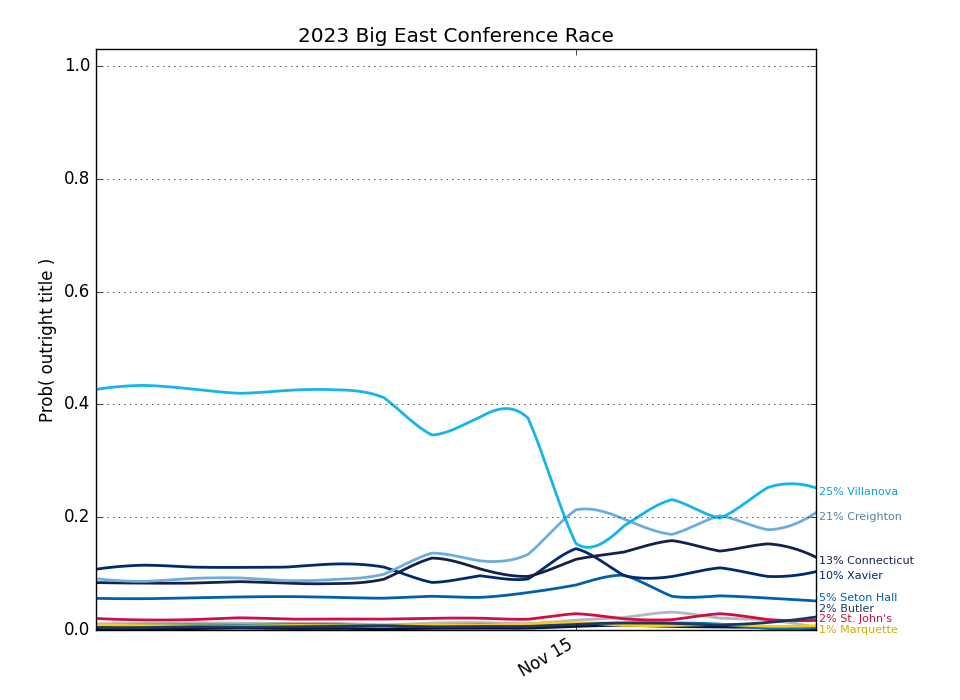 2023 Big East Conference Race
1.0
0.8
0.6
0.4
0.2
0.0
Prob( outright title )
Nov 15
25% Villanova
21% Creighton
13% Connecticut
10% Xavier
5% Seton Hall
2% Butler
2% St. John's
1% Marquette